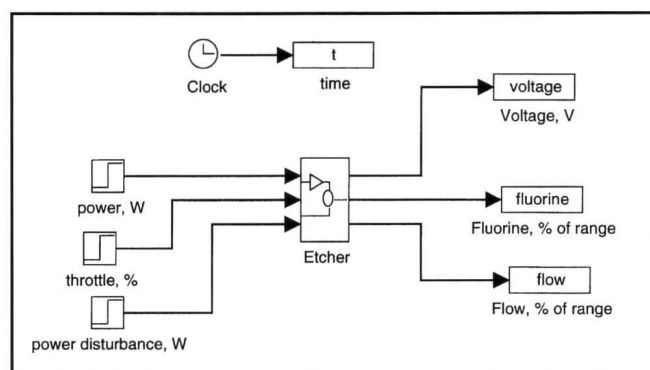 t
Clock
time
voltage
Voltage, V
power, W
fluorine
Fluorine, % of range
Etcher
throttle, %
flow
Flow, % of range
power disturbance, W